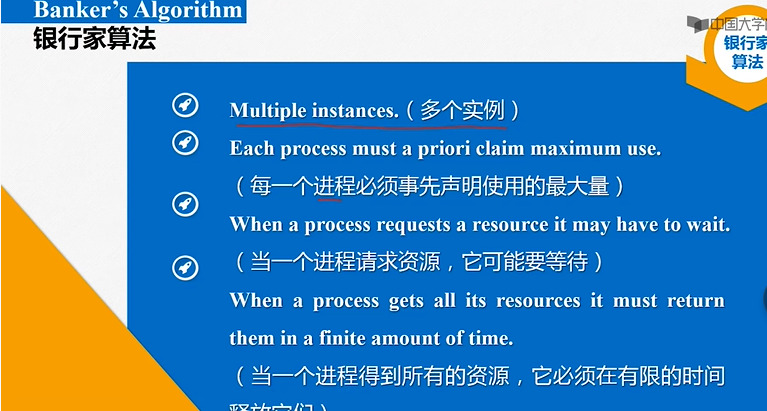 Banker's Algorithm
银行家算法
中国大学
银行家
算法
Multiple instances.（多个实例）
Each process must a priori claim maximum use.
（每一个进程必须事先声明使用的最大量）
When a process requests a resource it may have to wait.
（当一个进程请求资源，它可能要等待）
When a process gets all its resources it must return
them in a finite amount of time.
（当一个进程得到所有的资源，它必须在有限的时间
释放它们）